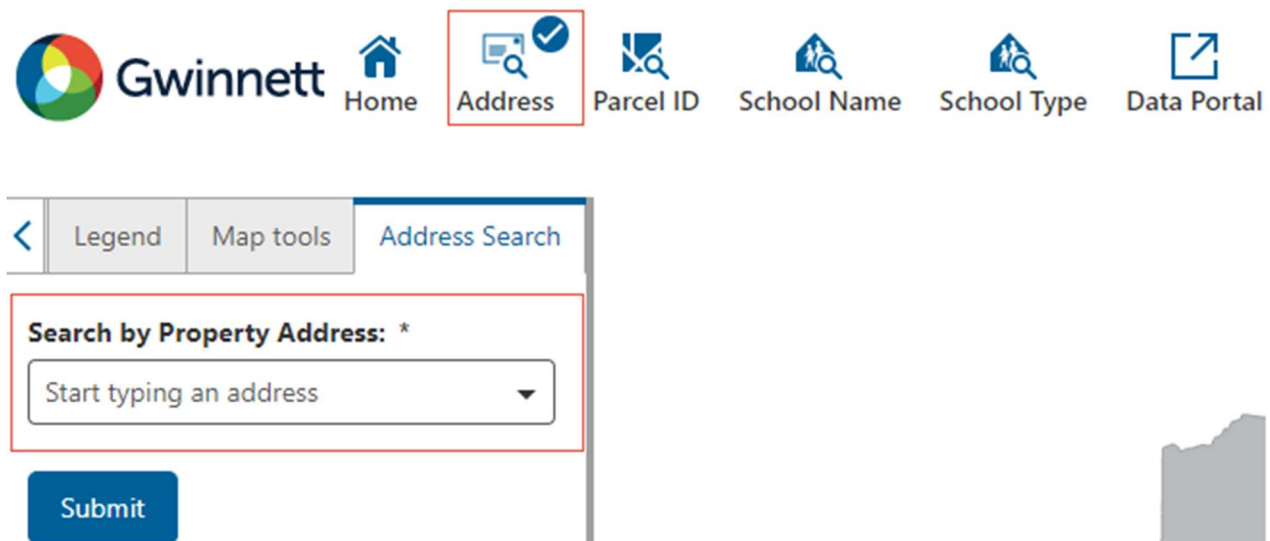 Gwinnett
Home Address Parcel ID School Name School Type Data Portal
Legend Map tools Address Search
Search by Property Address: *
Start typing an address
Submit